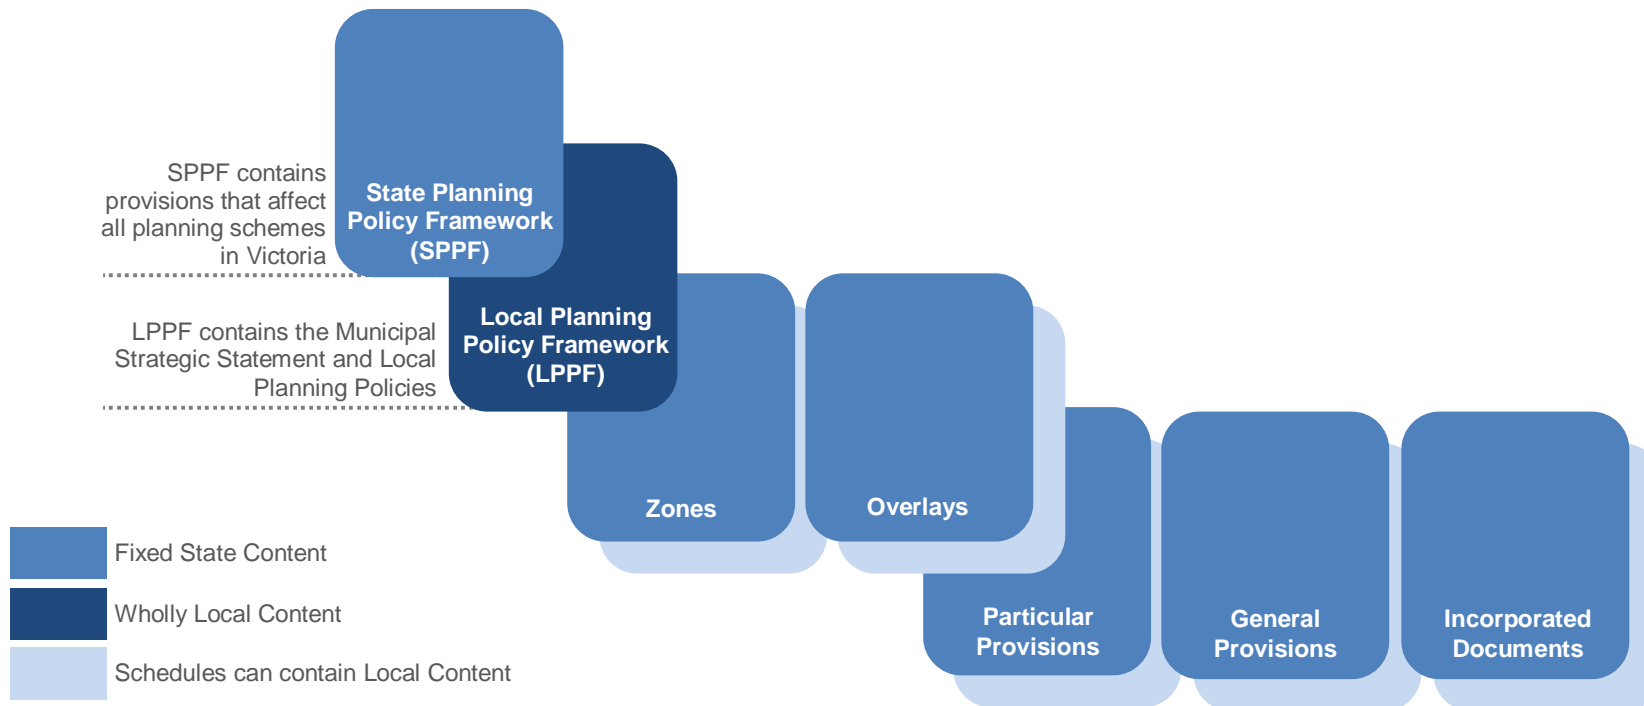 SPPF contains
provisions that affect
all planning schemes
in Victoria
State Planning
Policy Framework
(SPPF)
LPPF contains the Municipal
Strategic Statement and Local
Planning Policies
Local Planning
Policy Framework
(LPPF)
Zones
Overlays
Particular
Provisions
General
Provisions
Incorporated
Documents
Fixed State Content
Wholly Local Content
Schedules can contain Local Content